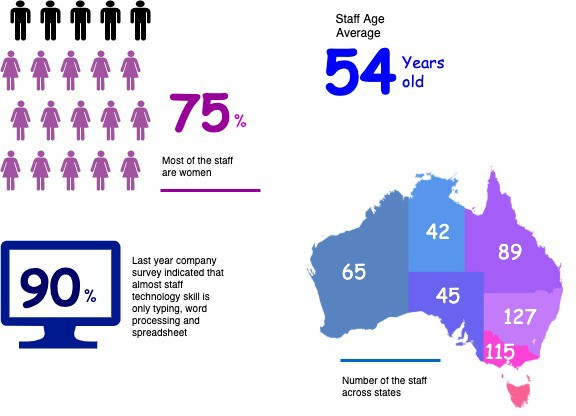 Staff Age
Average
54 Years
old
75%
Most of the staff
are women
90%
Last year company
survey indicated that
almost staff
technology skill is
only typing, word
processing and
spreadsheet
65
42
89
45
127
115
Number of the staff
across states